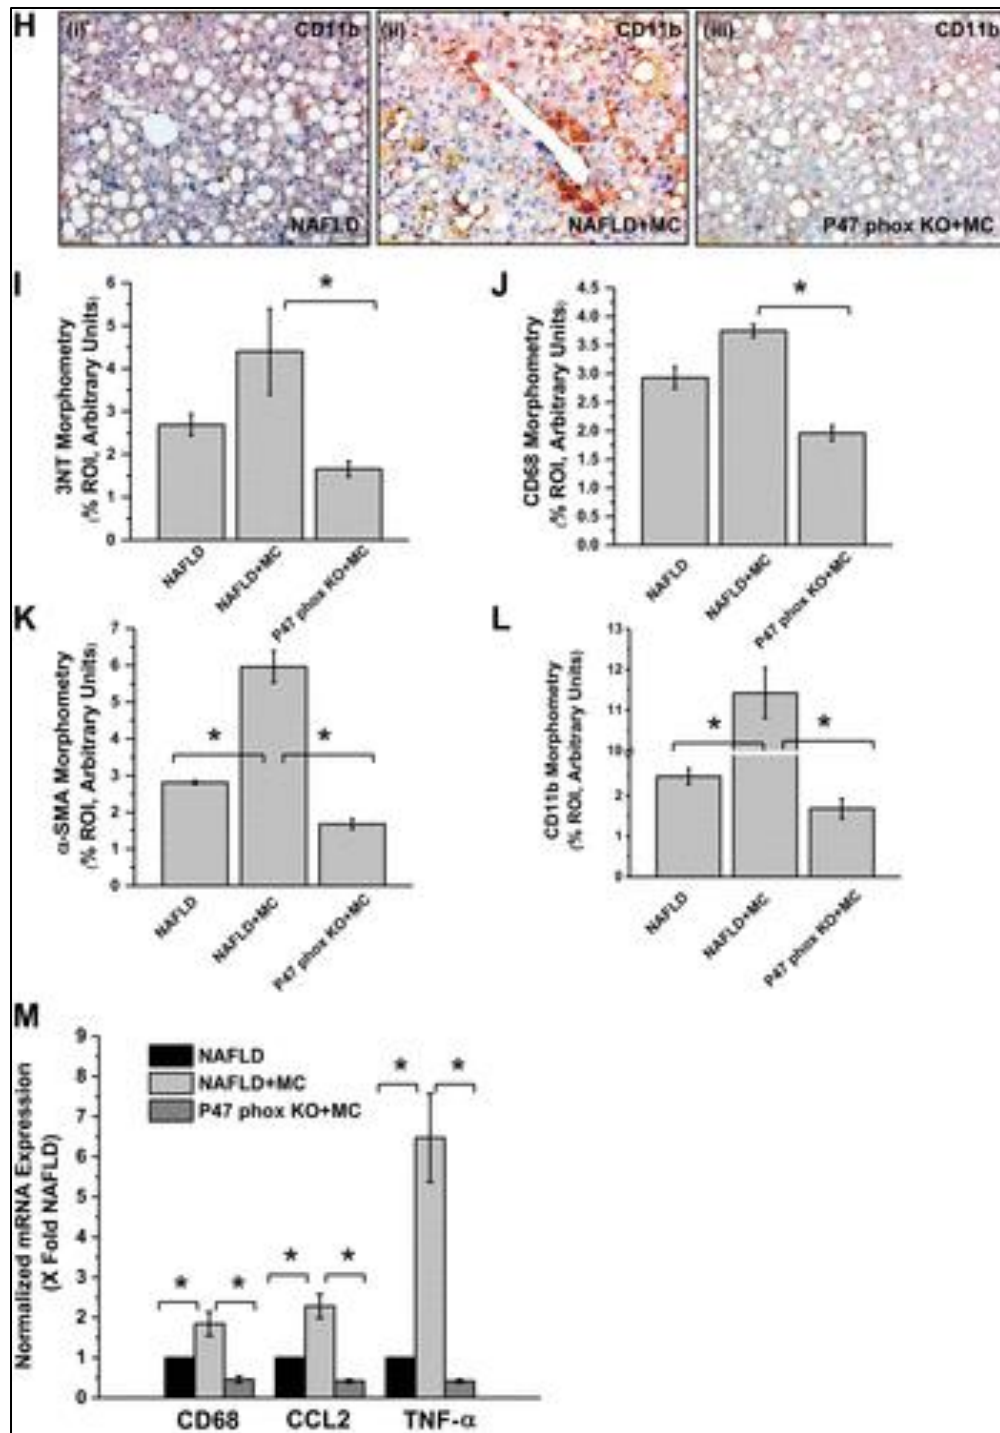 H
(i) CD11b
NAFLD
(ii) CD11b
NAFLD+MC
(iii) CD11b
P47 phox KO+MC
I
3NT Morphometry
(% ROI, Arbitrary Units)
6
5
4
3
2
1
0
*
NAFLD
NAFLD+MC
P47 phox KO+MC
J
CD68 Morphometry
(% ROI, Arbitrary Units)
4.5
4.0
3.5
3.0
2.5
2.0
1.5
1.0
0.5
0.0
*
NAFLD
NAFLD+MC
P47 phox KO+MC
K
α-SMA Morphometry
(% ROI, Arbitrary Units)
7
6
5
4
3
2
1
0
* *
NAFLD
NAFLD+MC
P47 phox KO+MC
L
CD11b Morphometry
(% ROI, Arbitrary Units)
13
12
11
10
2
1
0
* *
NAFLD
NAFLD+MC
P47 phox KO+MC
M
Normalized mRNA Expression
(X Fold NAFLD)
9
8
7
6
5
4
3
2
1
0
NAFLD
NAFLD+MC
P47 phox KO+MC
* * * * * *
CD68 CCL2 TNF-α